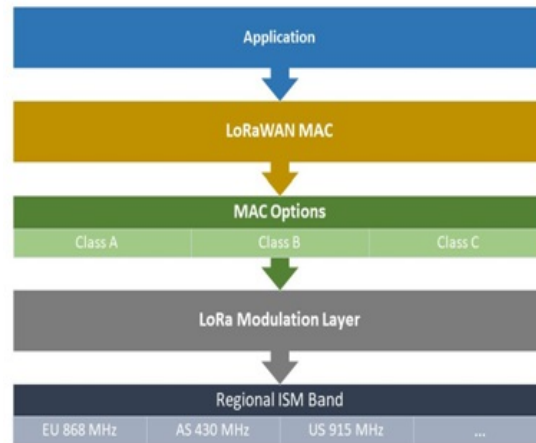 Application
LoRaWAN MAC
MAC Options
Class A Class B Class C
LoRa Modulation Layer
Regional ISM Band
EU 868 MHz AS 430 MHz US 915 MHz ...